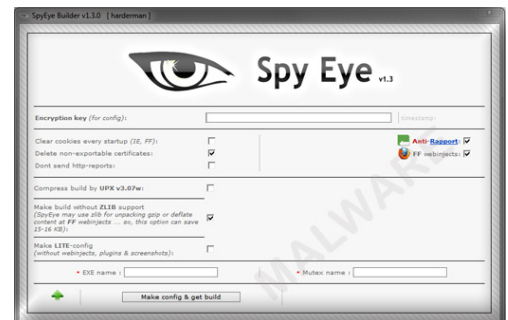 SpyEye Builder v1.3.0 [ harderman ]
Spy Eye v1.3
Encryption key (for config):
timestamp:
Clear cookies every startup (IE, FF):
Anti-Rapport:
Delete non-exportable certificates:
FF webinjects:
Dont send http-reports:
Compress build by UPX v3.07w:
Make build without ZLIB support
(SpyEye may use zlib for unpacking gzip or deflate
content at FF webinjects ... so, this option can save
15-16 KB):
Make LITE-config
(without webinjects, plugins & screenshots):
* EXE name :
* Mutex name :
Make config & get build
MALWARE